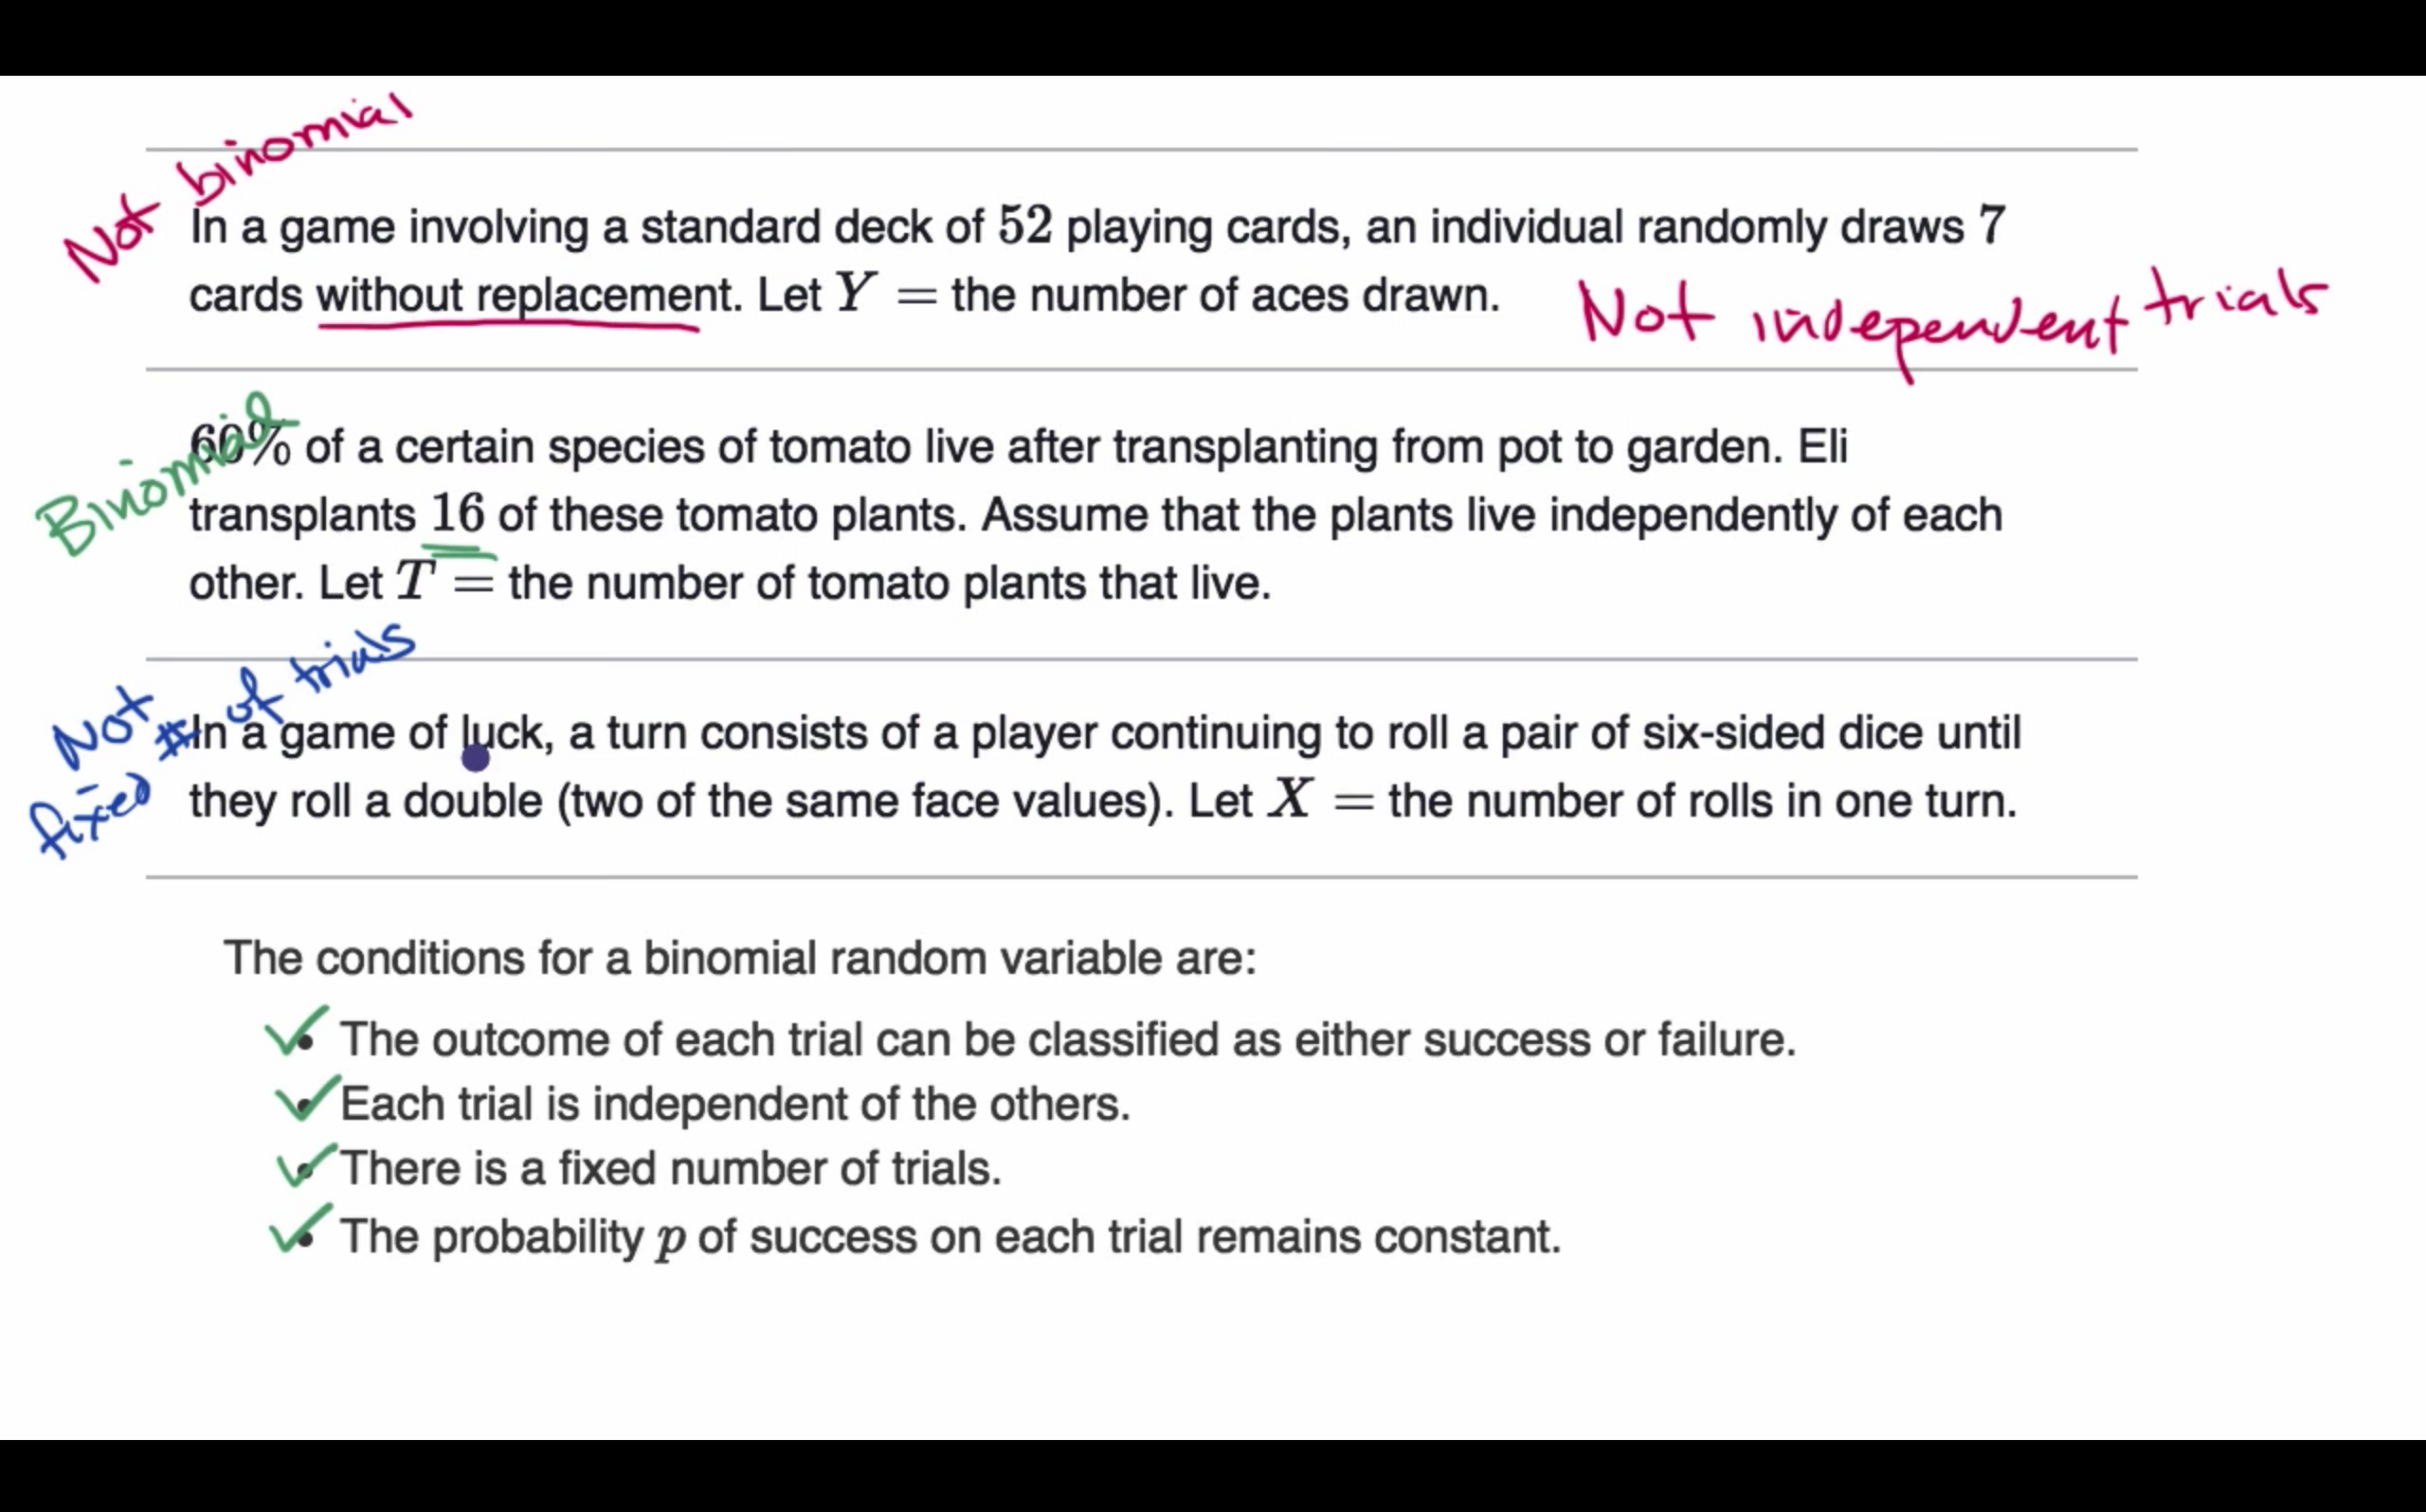 Not binomial
In a game involving a standard deck of 52 playing cards, an individual randomly draws 7
cards without replacement. Let Y = the number of aces drawn.
Not independent trials
Binomial
60% of a certain species of tomato live after transplanting from pot to garden. Eli
transplants 16 of these tomato plants. Assume that the plants live independently of each
other. Let T = the number of tomato plants that live.
Not
fixed # of trials
In a game of luck, a turn consists of a player continuing to roll a pair of six-sided dice until
they roll a double (two of the same face values). Let X = the number of rolls in one turn.
The conditions for a binomial random variable are:
✓• The outcome of each trial can be classified as either success or failure.
✓• Each trial is independent of the others.
✓• There is a fixed number of trials.
✓• The probability p of success on each trial remains constant.